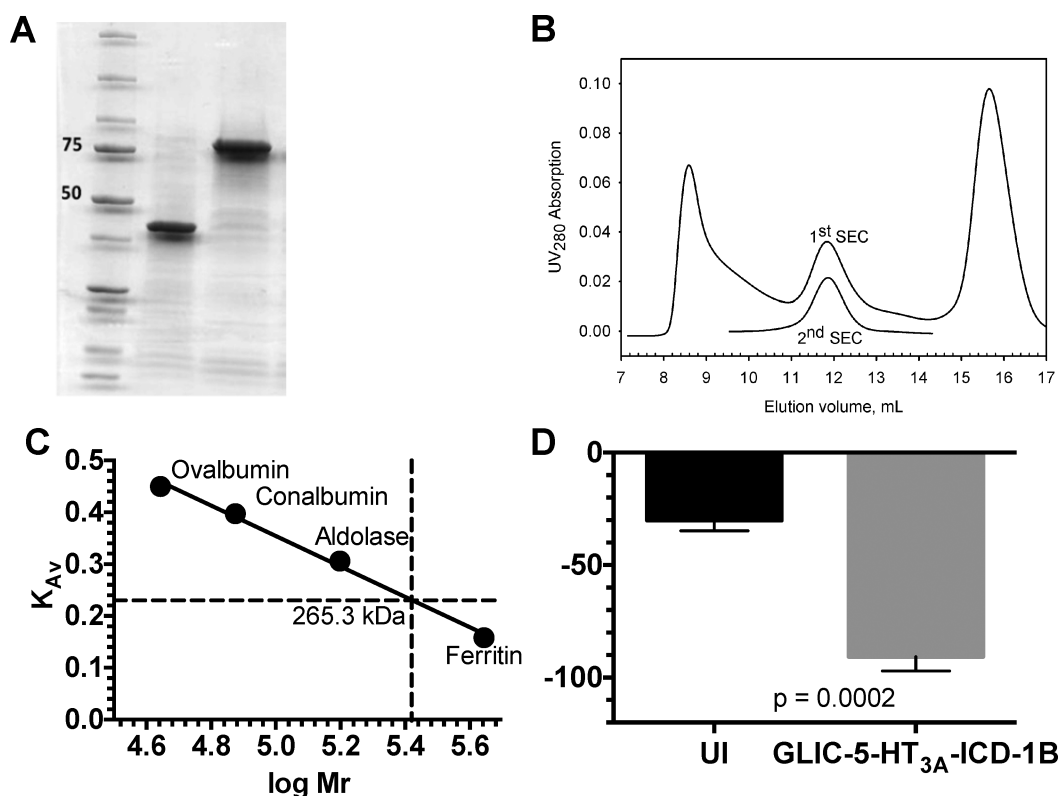 A
75
50
B
0.10
0.08
0.06
0.04
0.02
0.00
UV280 Absorption
1st SEC
2nd SEC
7 8 9 10 11 12 13 14 15 16 17
Elution volume, mL
C
0.5
0.4
0.3
0.2
0.1
0.0
KAv
Ovalbumin
Conalbumin
Aldolase
265.3 kDa
Ferritin
4.6 4.8 5.0 5.2 5.4 5.6
log Mr
D
0
-50
-100
p = 0.0002
UI GLIC-5-HT3A-ICD-1B